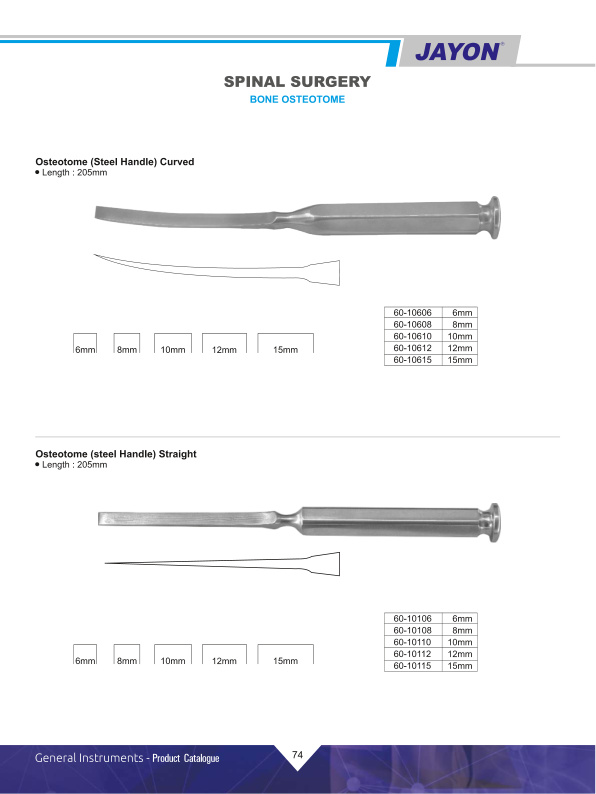 JAYON®
SPINAL SURGERY
BONE OSTEOTOME
Osteotome (Steel Handle) Curved
• Length : 205mm
60-10606 6mm
60-10608 8mm
60-10610 10mm
60-10612 12mm
60-10615 15mm
6mm 8mm 10mm 12mm 15mm
Osteotome (steel Handle) Straight
• Length : 205mm
60-10106 6mm
60-10108 8mm
60-10110 10mm
60-10112 12mm
60-10115 15mm
6mm 8mm 10mm 12mm 15mm
General Instruments - Product Catalogue 74